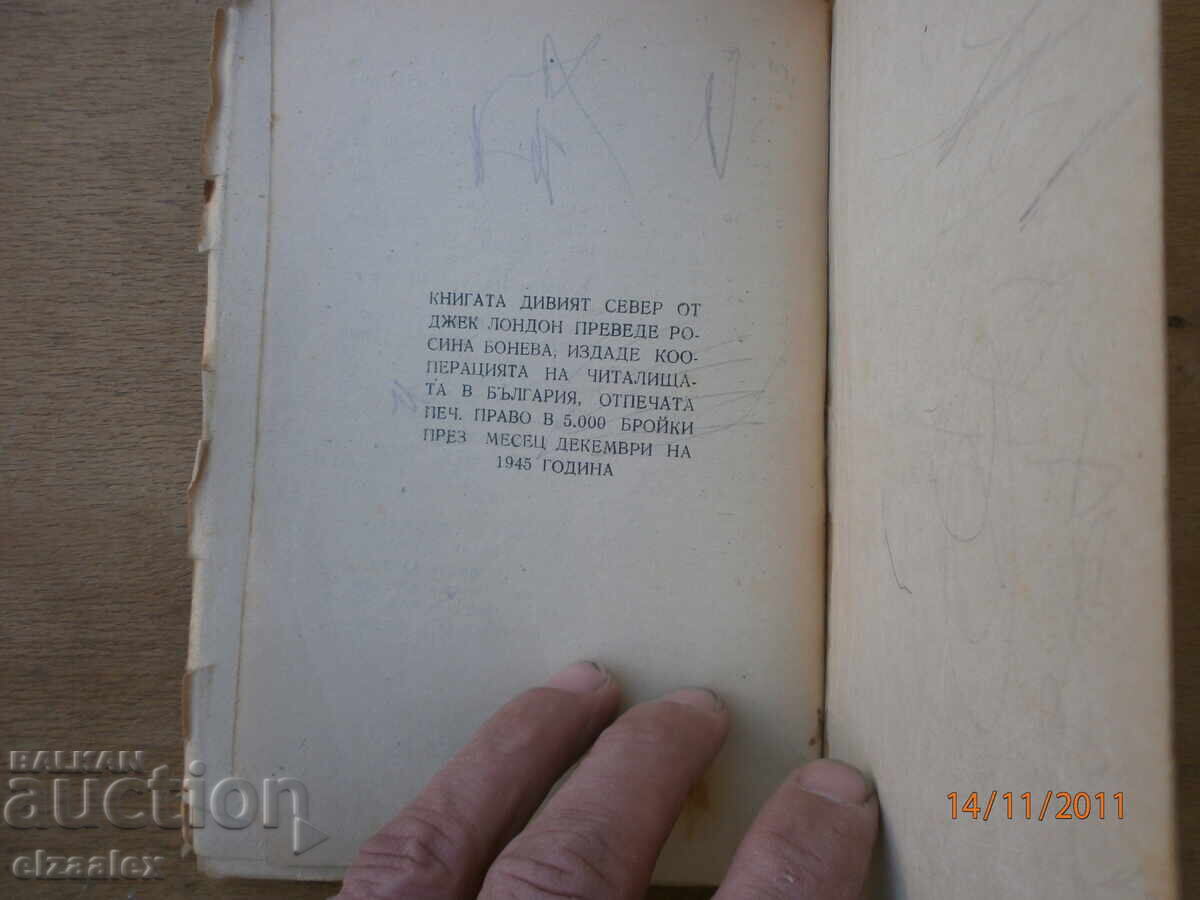 КНИГАТА ДИВИЯТ СЕВЕР ОТ
ДЖЕК ЛОНДОН ПРЕВЕДЕ РО-
СИНА БОНЕВА, ИЗДАДЕ КОО-
ПЕРАЦИЯТА НА ЧИТАЛИЩА-
ТА В БЪЛГАРИЯ, ОТПЕЧАТА
ПЕЧ. ПРАВО В 5.000 БРОЙКИ
ПРЕЗ МЕСЕЦ ДЕКЕМВРИ НА
1945 ГОДИНА
BALKAN
auction
elzaalex
14/11/2011